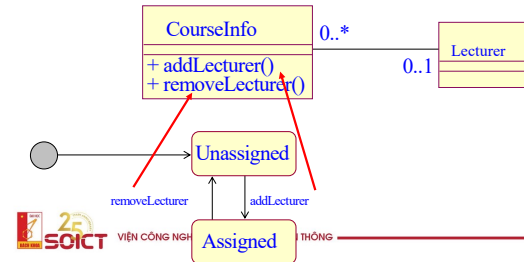 CourseInfo
+ addLecturer()
+ removeLecturer()
0..*
0..1
Lecturer
Unassigned
removeLecturer
addLecturer
Assigned
25
SOICT
VIỆN CÔNG NGH
THÔNG